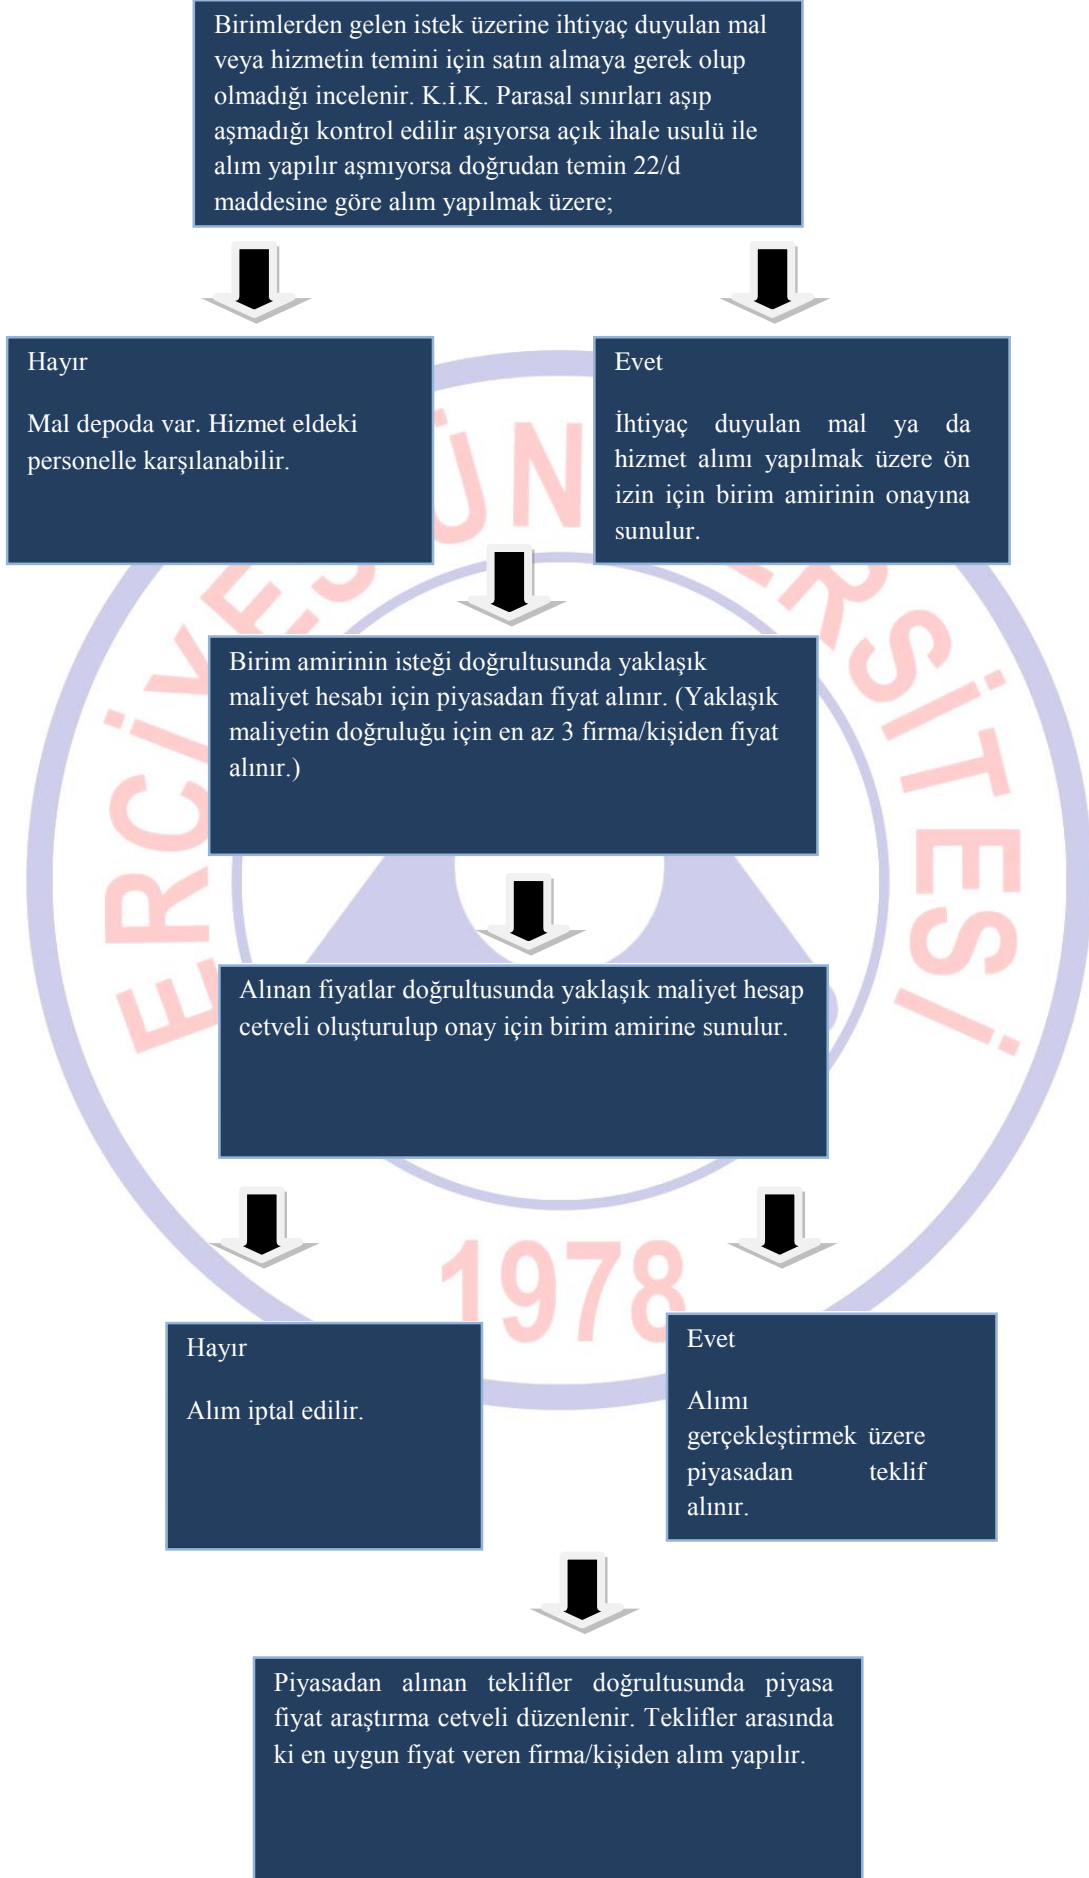 Birimlerden gelen istek üzerine ihtiyaç duyulan mal
veya hizmetin temini için satın almaya gerek olup
olmadığı incelenir. K.İ.K. Parasal sınırları aşıp
aşmadığı kontrol edilir aşıyorsa açık ihale usulü ile
alım yapılır aşmıyorsa doğrudan temin 22/d
maddesine göre alım yapılmak üzere;
Hayır
Mal depoda var. Hizmet eldeki
personelle karşılanabilir.
Evet
İhtiyaç duyulan mal ya da
hizmet alımı yapılmak üzere ön
izin için birim amirinin onayına
sunulur.
Birim amirinin isteği doğrultusunda yaklaşık
maliyet hesabı için piyasadan fiyat alınır. (Yaklaşık
maliyetin doğruluğu için en az 3 firma/kişiden fiyat
alınır.)
Alınan fiyatlar doğrultusunda yaklaşık maliyet hesap
cetveli oluşturulup onay için birim amirine sunulur.
Hayır
Alım iptal edilir.
Evet
Alımı
gerçekleştirmek üzere
piyasadan teklif
alınır.
Piyasadan alınan teklifler doğrultusunda piyasa
fiyat araştırma cetveli düzenlenir. Teklifler arasında
ki en uygun fiyat veren firma/kişiden alım yapılır.
ERCİYES ÜNİVERSİTESİ
1978